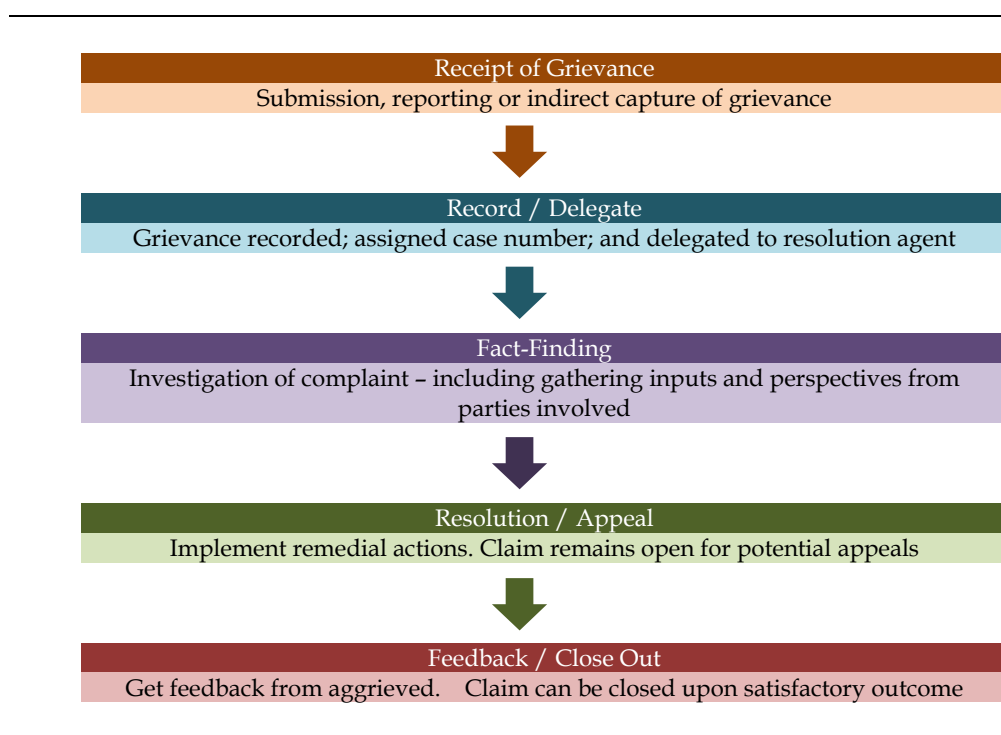 Receipt of Grievance
Submission, reporting or indirect capture of grievance
Record / Delegate
Grievance recorded; assigned case number; and delegated to resolution agent
Fact-Finding
Investigation of complaint – including gathering inputs and perspectives from
parties involved
Resolution / Appeal
Implement remedial actions. Claim remains open for potential appeals
Feedback / Close Out
Get feedback from aggrieved. Claim can be closed upon satisfactory outcome